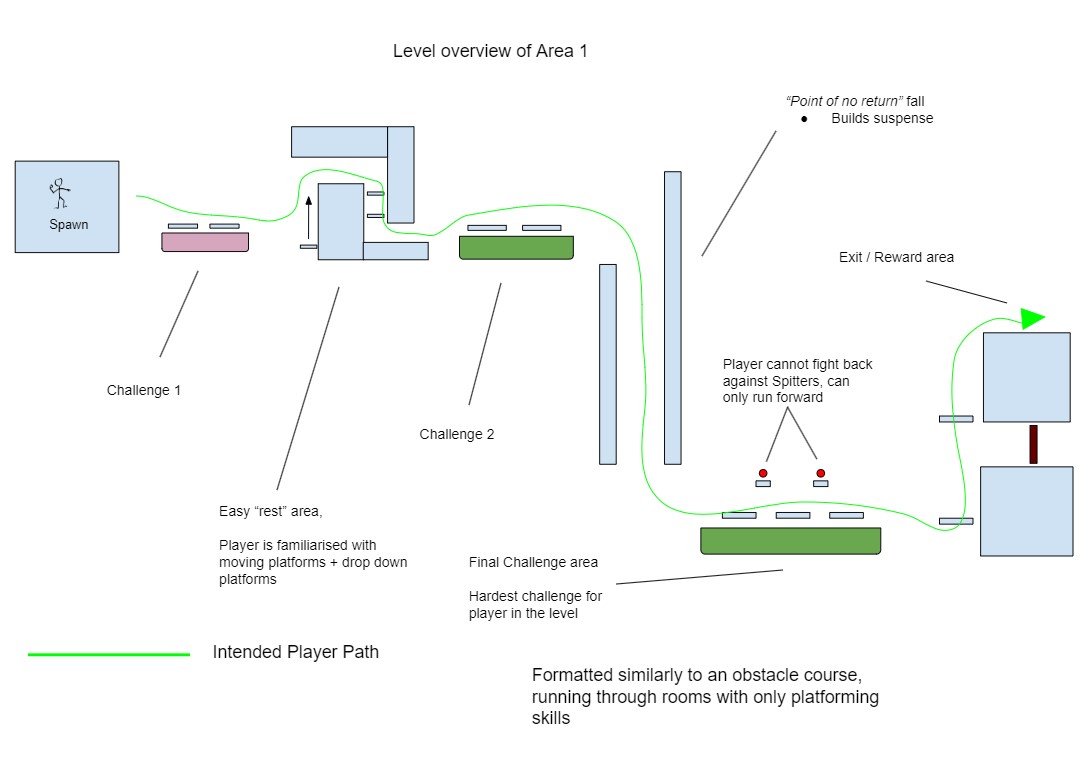 Level overview of Area 1
“Point of no return” fall
● Builds suspense
Spawn
Exit / Reward area
Player cannot fight back
against Spitters, can
only run forward
Challenge 1
Challenge 2
Easy “rest” area,
Player is familiarised with
moving platforms + drop down
platforms
Final Challenge area
Hardest challenge for
player in the level
Intended Player Path
Formatted similarly to an obstacle course,
running through rooms with only platforming
skills